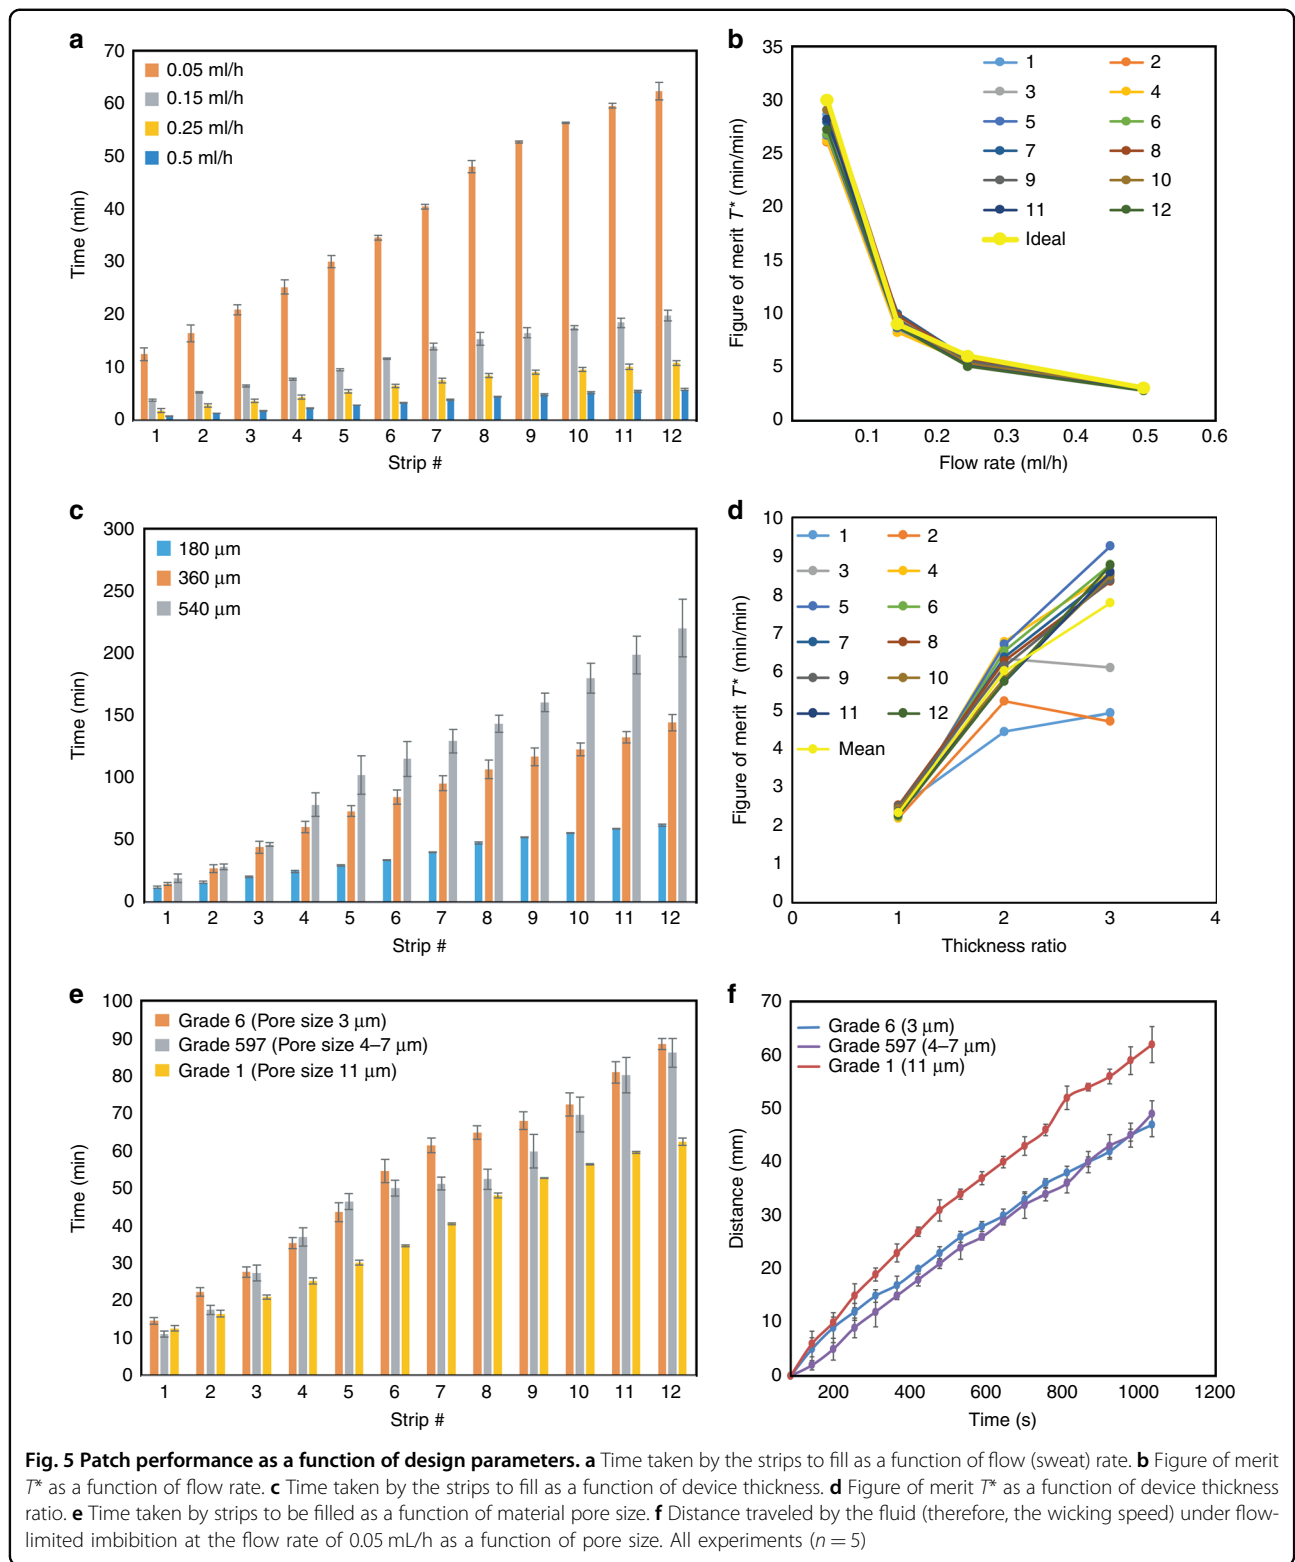 a
70
60
50
40
30
20
10
0
Time (min)
0.05 ml/h
0.15 ml/h
0.25 ml/h
0.5 ml/h
1 2 3 4 5 6 7 8 9 10 11 12
Strip #
b
35
30
25
20
15
10
5
0
Figure of merit T* (min/min)
1 2
3 4
5 6
7 8
9 10
11 12
Ideal
0.1 0.2 0.3 0.4 0.5 0.6
Flow rate (ml/h)
c
300
250
200
150
100
50
0
Time (min)
180 μm
360 μm
540 μm
1 2 3 4 5 6 7 8 9 10 11 12
Strip #
d
10
9
8
7
6
5
4
3
2
1
0
Figure of merit T* (min/min)
1 2
3 4
5 6
7 8
9 10
11 12
Mean
0 1 2 3 4
Thickness ratio
e
100
90
80
70
60
50
40
30
20
10
0
Time (min)
Grade 6 (Pore size 3 μm)
Grade 597 (Pore size 4–7 μm)
Grade 1 (Pore size 11 μm)
1 2 3 4 5 6 7 8 9 10 11 12
Strip #
f
70
60
50
40
30
20
10
0
Distance (mm)
Grade 6 (3 μm)
Grade 597 (4–7 μm)
Grade 1 (11 μm)
200 400 600 800 1000 1200
Time (s)
Fig. 5 Patch performance as a function of design parameters. a Time taken by the strips to fill as a function of flow (sweat) rate. b Figure of merit
T* as a function of flow rate. c Time taken by the strips to fill as a function of device thickness. d Figure of merit T* as a function of device thickness
ratio. e Time taken by strips to be filled as a function of material pore size. f Distance traveled by the fluid (therefore, the wicking speed) under flow-
limited imbibition at the flow rate of 0.05 mL/h as a function of pore size. All experiments (n = 5)